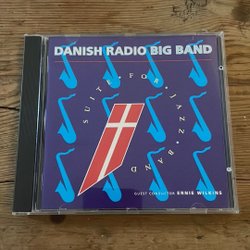 DANISH RADIO BIG BAND
SUITE · FOR · JAZZ · BAND
GUEST CONDUCTOR ERNIE WILKINS